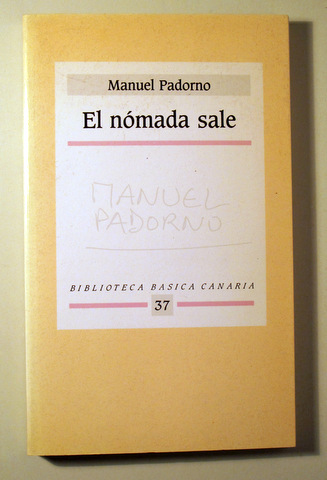 Manuel Padorno
El nómada sale
MANUEL
PADORNO
BIBLIOTECA BASICA CANARIA
37